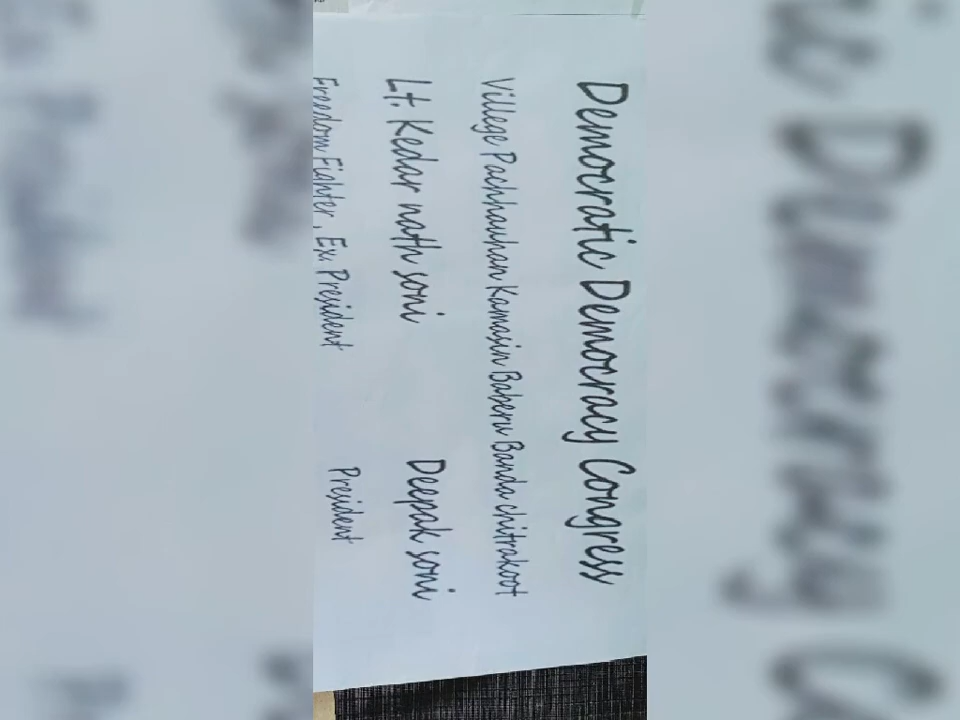 Democratic Democracy Congress
Villege Pachhauhan Kamasin Baberu Banda chitrakoot
Lt. Kedar nath soni
Deepak soni
Freedom Fighter, Ex. President
President